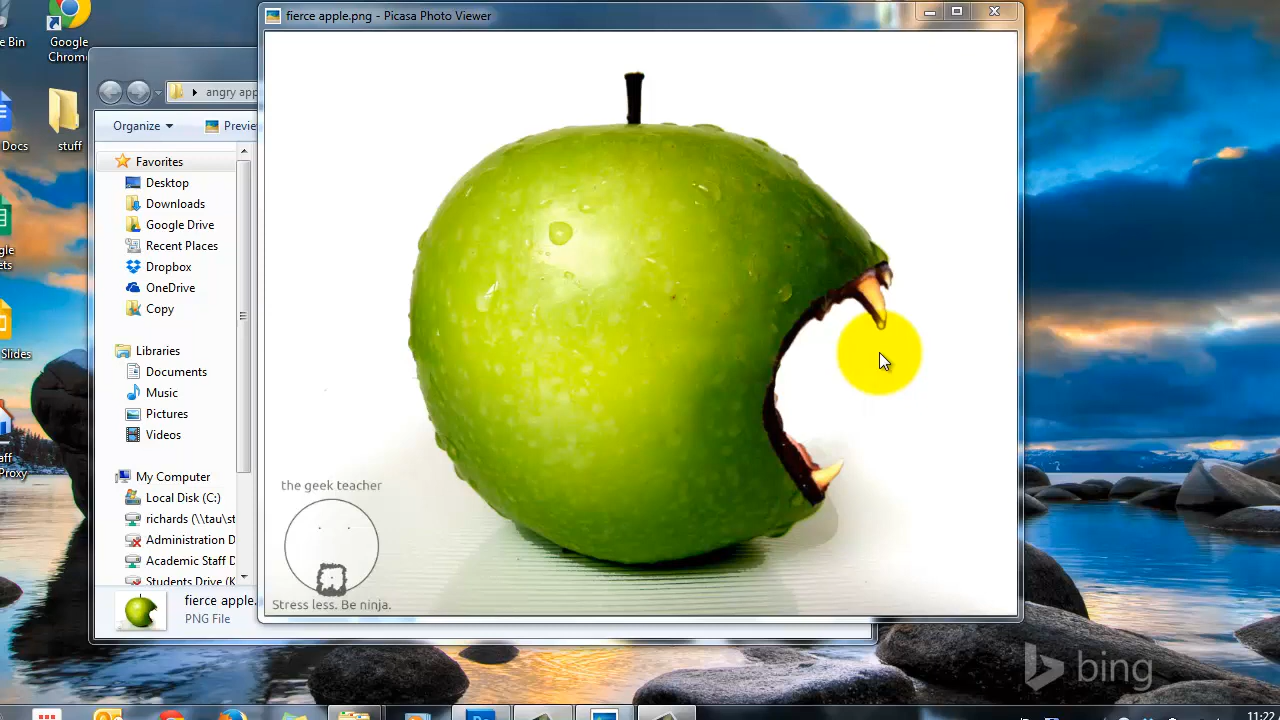 fierce apple.png - Picasa Photo Viewer
e Bin
Google
Chrome
angry app
Docs
stuff
Organize
Previe
Favorites
Desktop
Downloads
Google Drive
Recent Places
Dropbox
OneDrive
Copy
gle
ets
Slides
Libraries
Documents
Music
Pictures
Videos
aff
Proxy
My Computer
Local Disk (C:)
richards (\\tau\st
Administration D
Academic Staff D
Students Drive (K
fierce apple.
PNG File
the geek teacher
Stress less. Be ninja.
bing
11:22